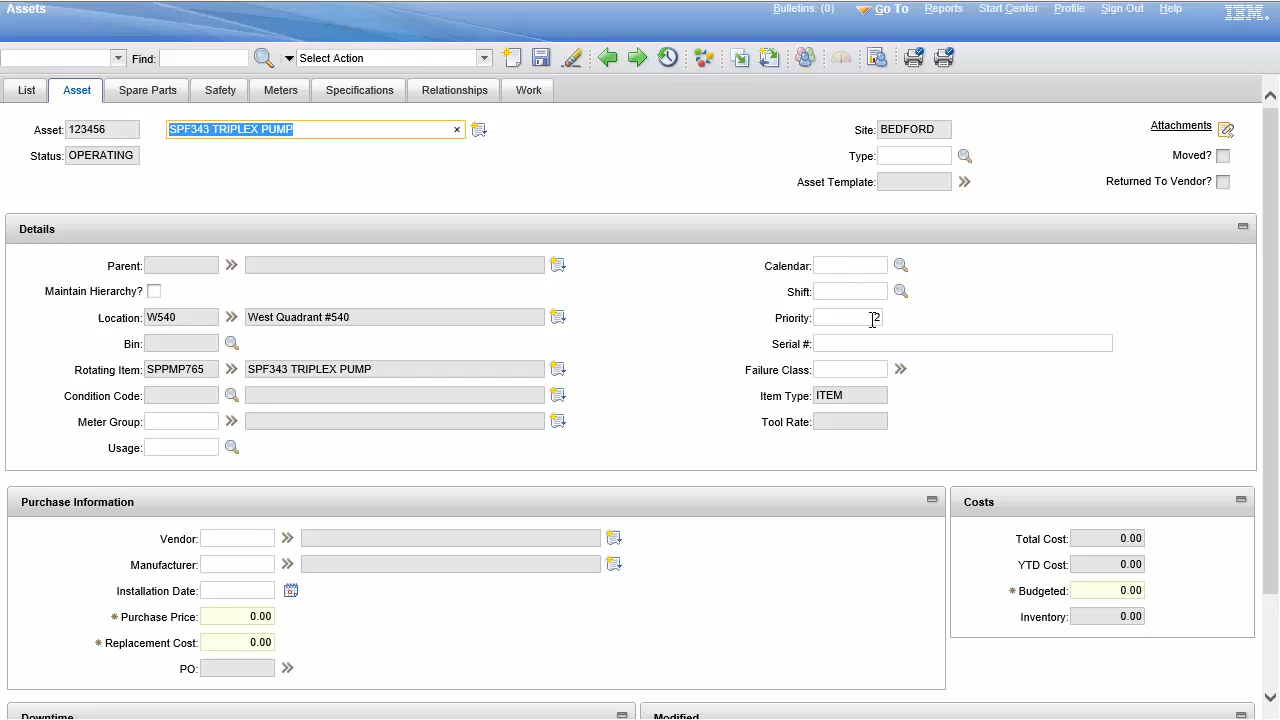 Assets
Bulletins: (0) Go To Reports Start Center Profile Sign Out Help IBM.
Find: Select Action
List Asset Spare Parts Safety Meters Specifications Relationships Work
Asset: 123456 SPF343 TRIPLEX PUMP × Site: BEDFORD Attachments
Status: OPERATING Type: Moved?
Asset Template: Returned To Vendor?
Details
Parent: Calendar:
Maintain Hierarchy? Shift:
Location: W540 West Quadrant #540 Priority: 2
Bin: Serial #:
Rotating Item: SPPMP765 SPF343 TRIPLEX PUMP Failure Class:
Condition Code: Item Type: ITEM
Meter Group: Tool Rate:
Usage:
Purchase Information Costs
Vendor: Total Cost: 0.00
Manufacturer: YTD Cost: 0.00
Installation Date: * Budgeted: 0.00
* Purchase Price: 0.00 Inventory: 0.00
* Replacement Cost: 0.00
PO:
Downtime Modified